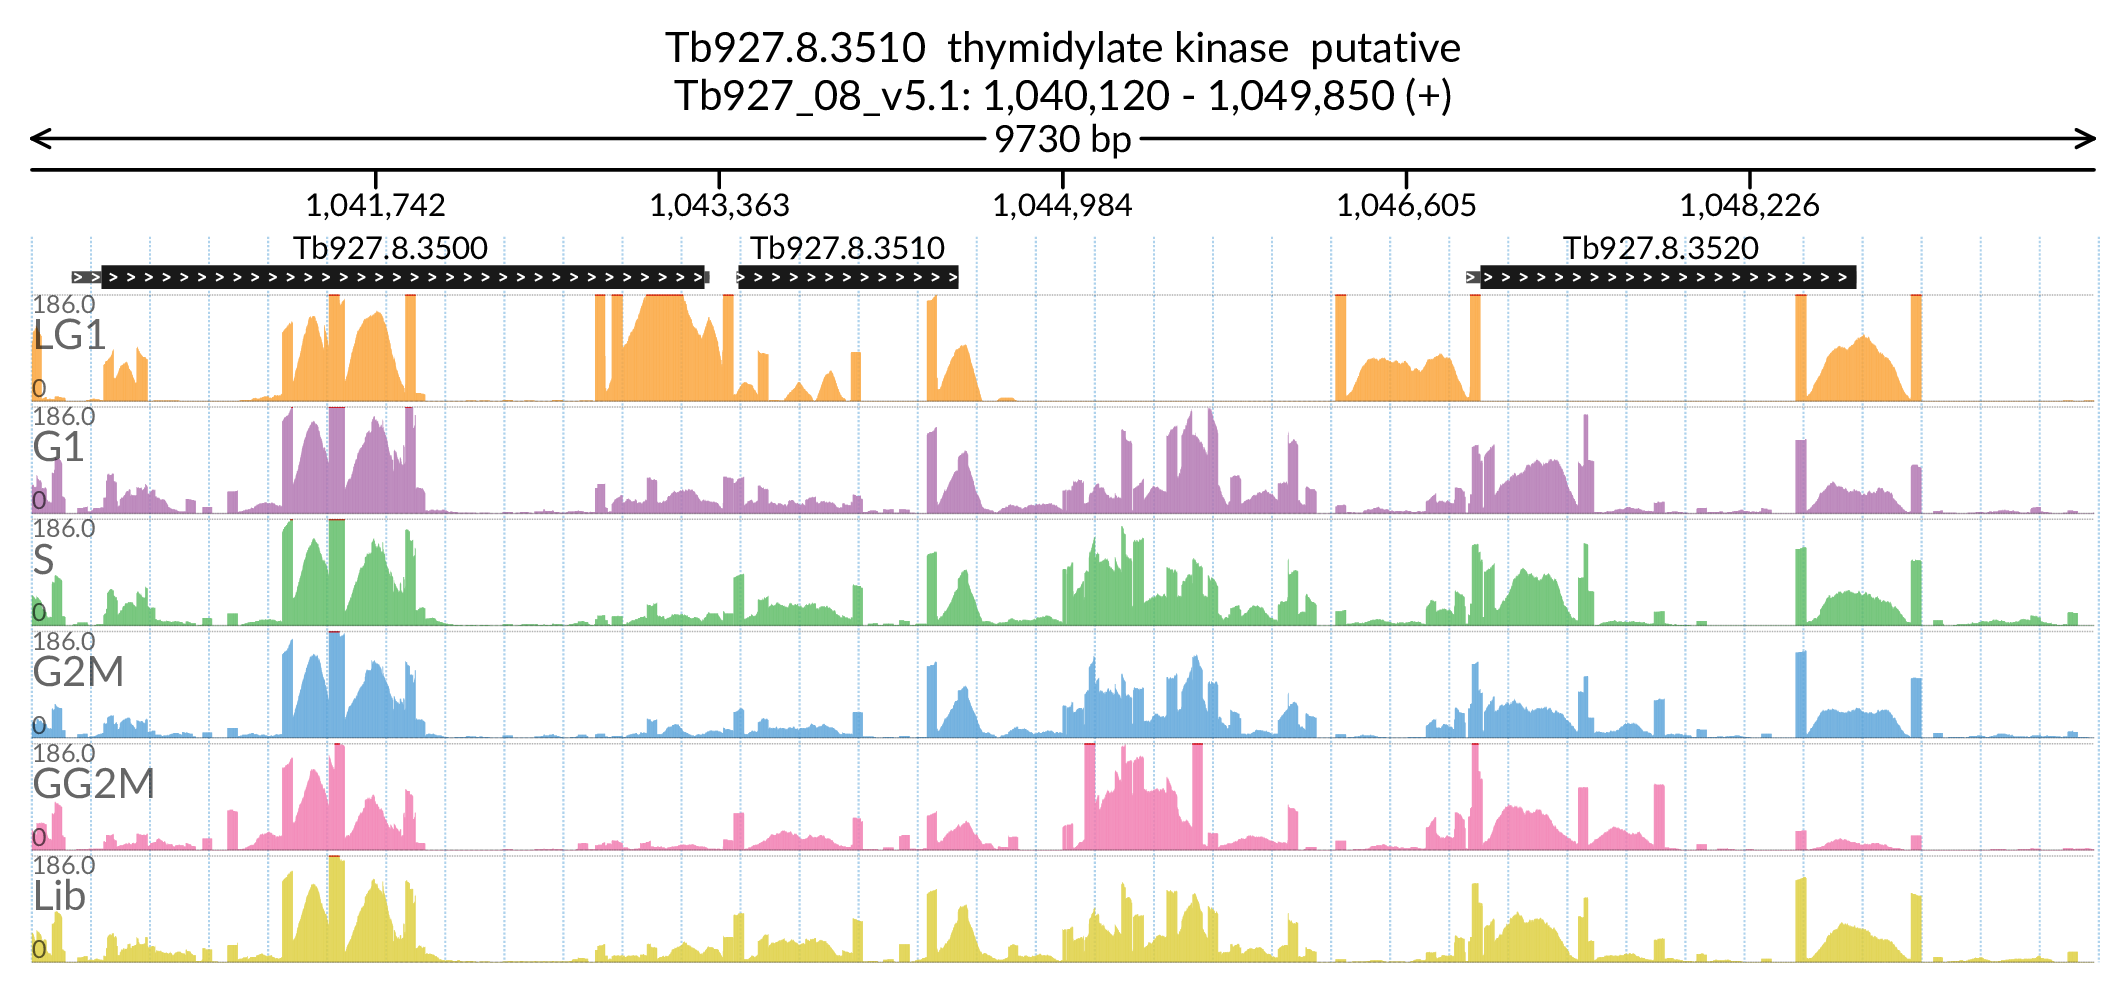 Tb927.8.3510 thymidylate kinase putative
Tb927_08_v5.1: 1,040,120 - 1,049,850 (+)
9730 bp
1,041,742 1,043,363 1,044,984 1,046,605 1,048,226
Tb927.8.3500 Tb927.8.3510 Tb927.8.3520
186.0
LG1
0
186.0
G1
0
186.0
S
0
186.0
G2M
0
186.0
GG2M
0
186.0
Lib
0